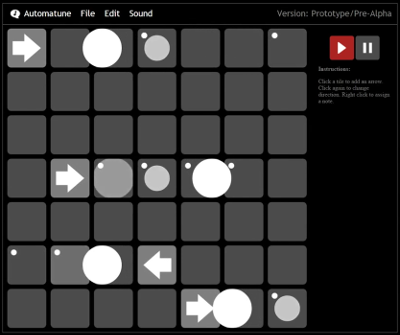 Automatune File Edit Sound Version: Prototype/Pre-Alpha
Instructions:
Click a tile to add an arrow.
Click again to change
direction. Right click to assign
a note.